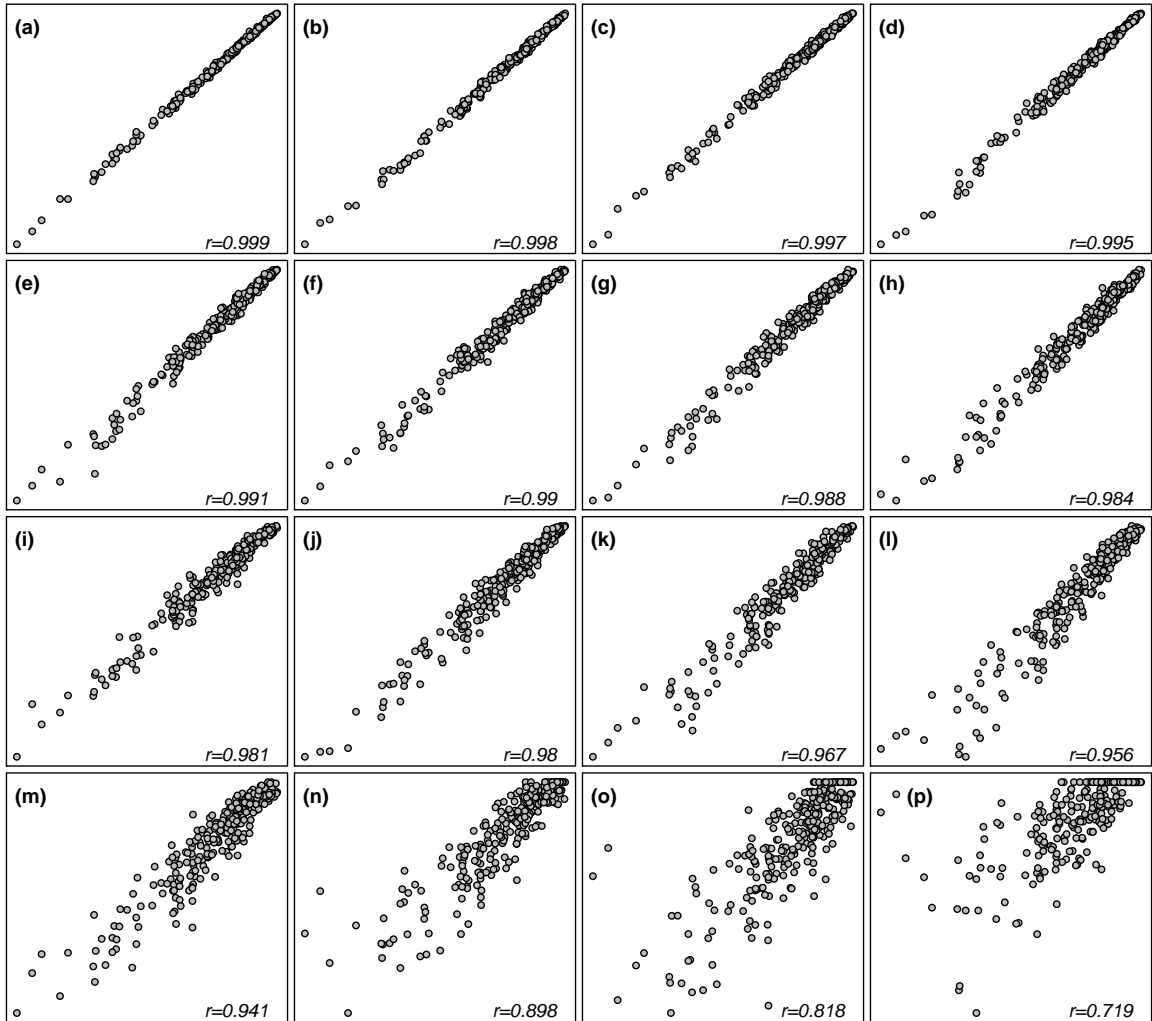 (a) (b) (c) (d)
r=0.999 r=0.998 r=0.997 r=0.995
(e) (f) (g) (h)
r=0.991 r=0.99 r=0.988 r=0.984
(i) (j) (k) (l)
r=0.981 r=0.98 r=0.967 r=0.956
(m) (n) (o) (p)
r=0.941 r=0.898 r=0.818 r=0.719